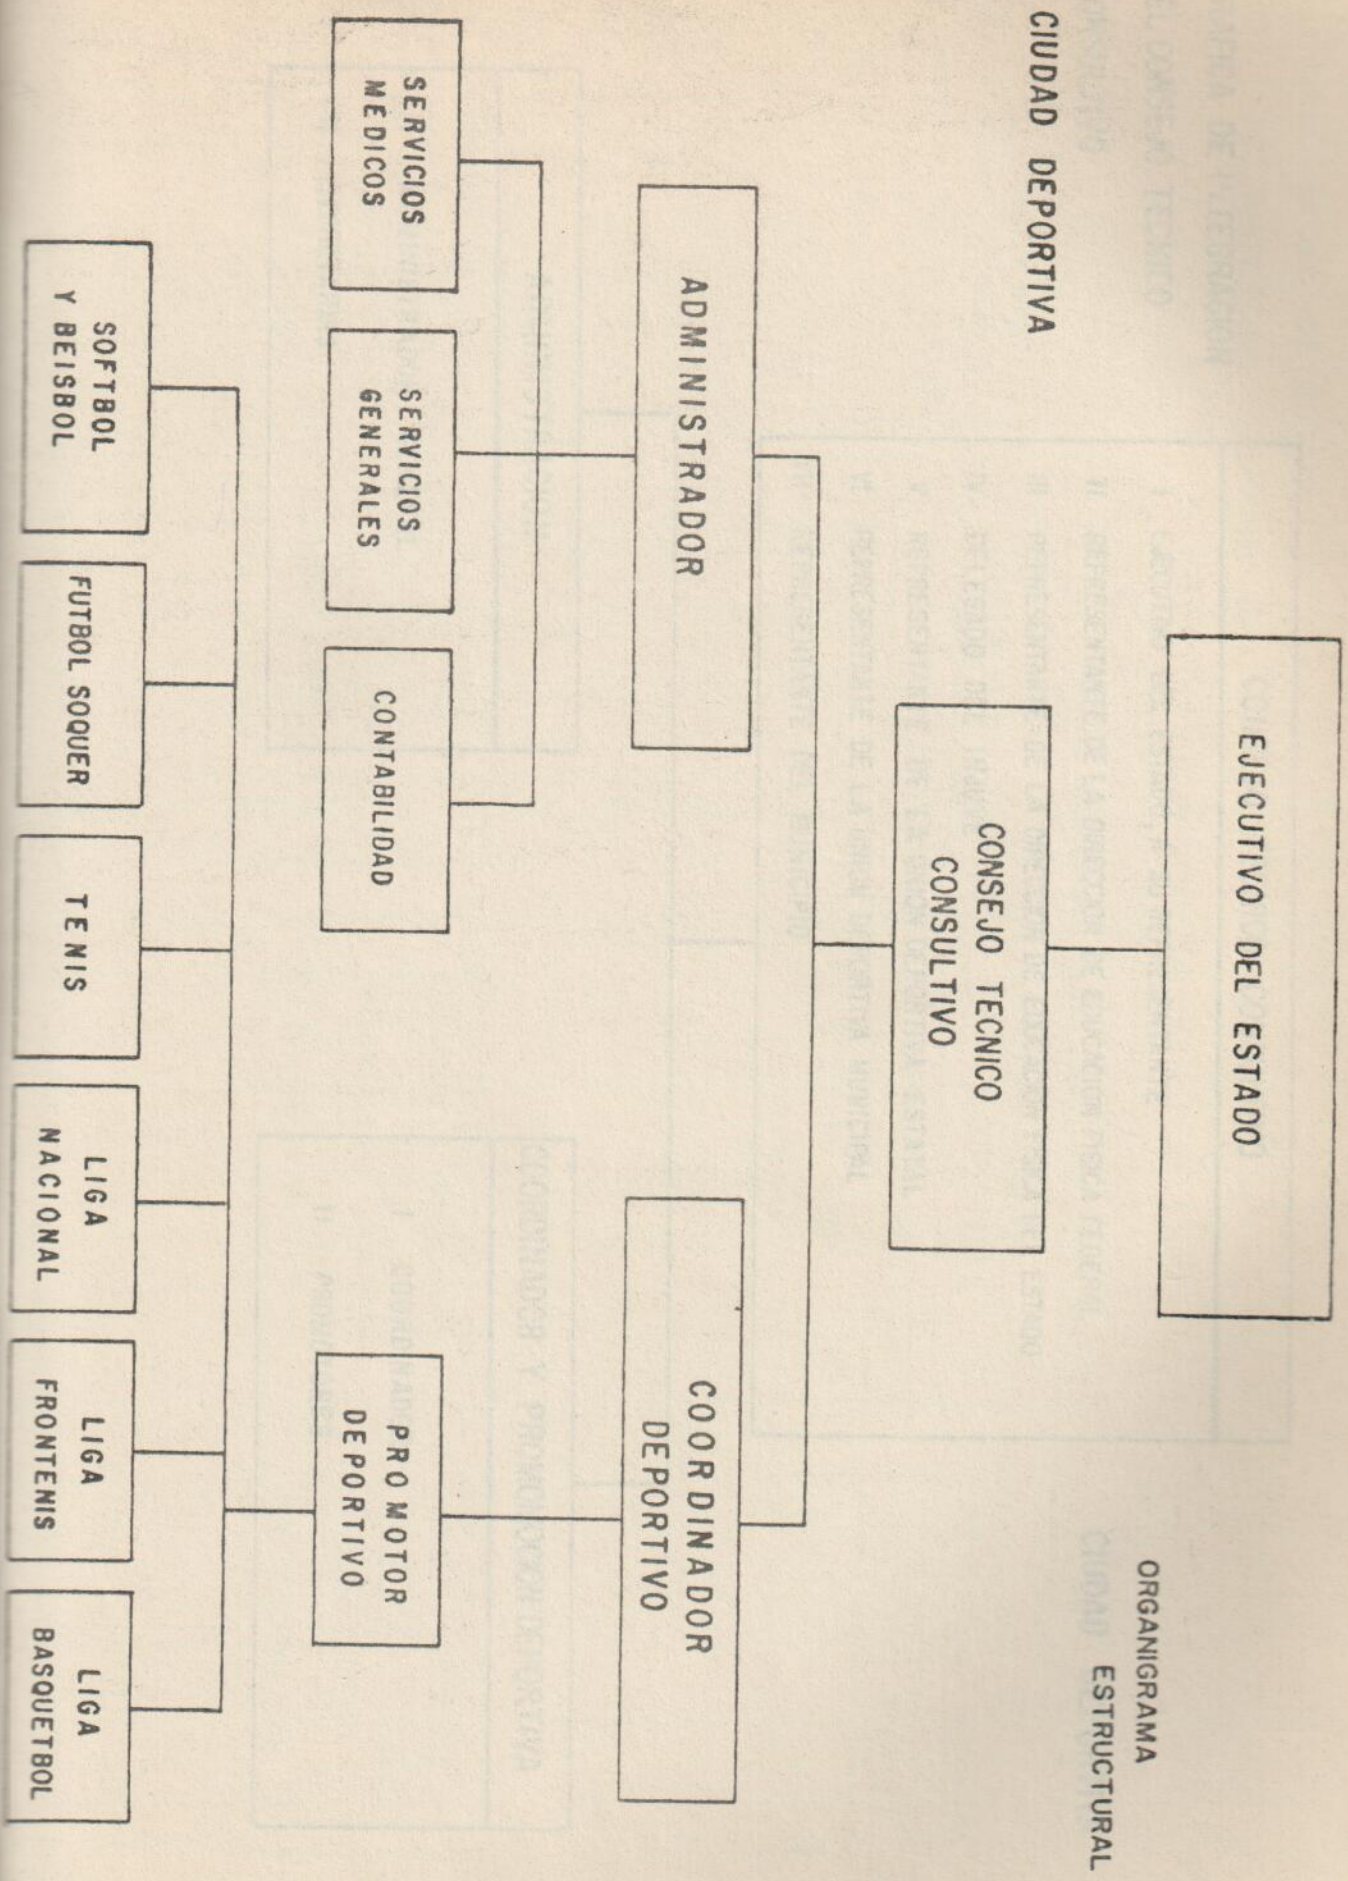 ORGANIGRAMA
ESTRUCTURAL
CIUDAD DEPORTIVA
EJECUTIVO DEL ESTADO
CONSEJO TECNICO
CONSULTIVO
ADMINISTRADOR
COORDINADOR
DEPORTIVO
SERVICIOS
MÉDICOS
SERVICIOS
GENERALES
CONTABILIDAD
PROMOTOR
DEPORTIVO
SOFTBOL
Y BEISBOL
FUTBOL SOQUER
TENIS
LIGA
NACIONAL
LIGA
FRONTENIS
LIGA
BASQUETBOL